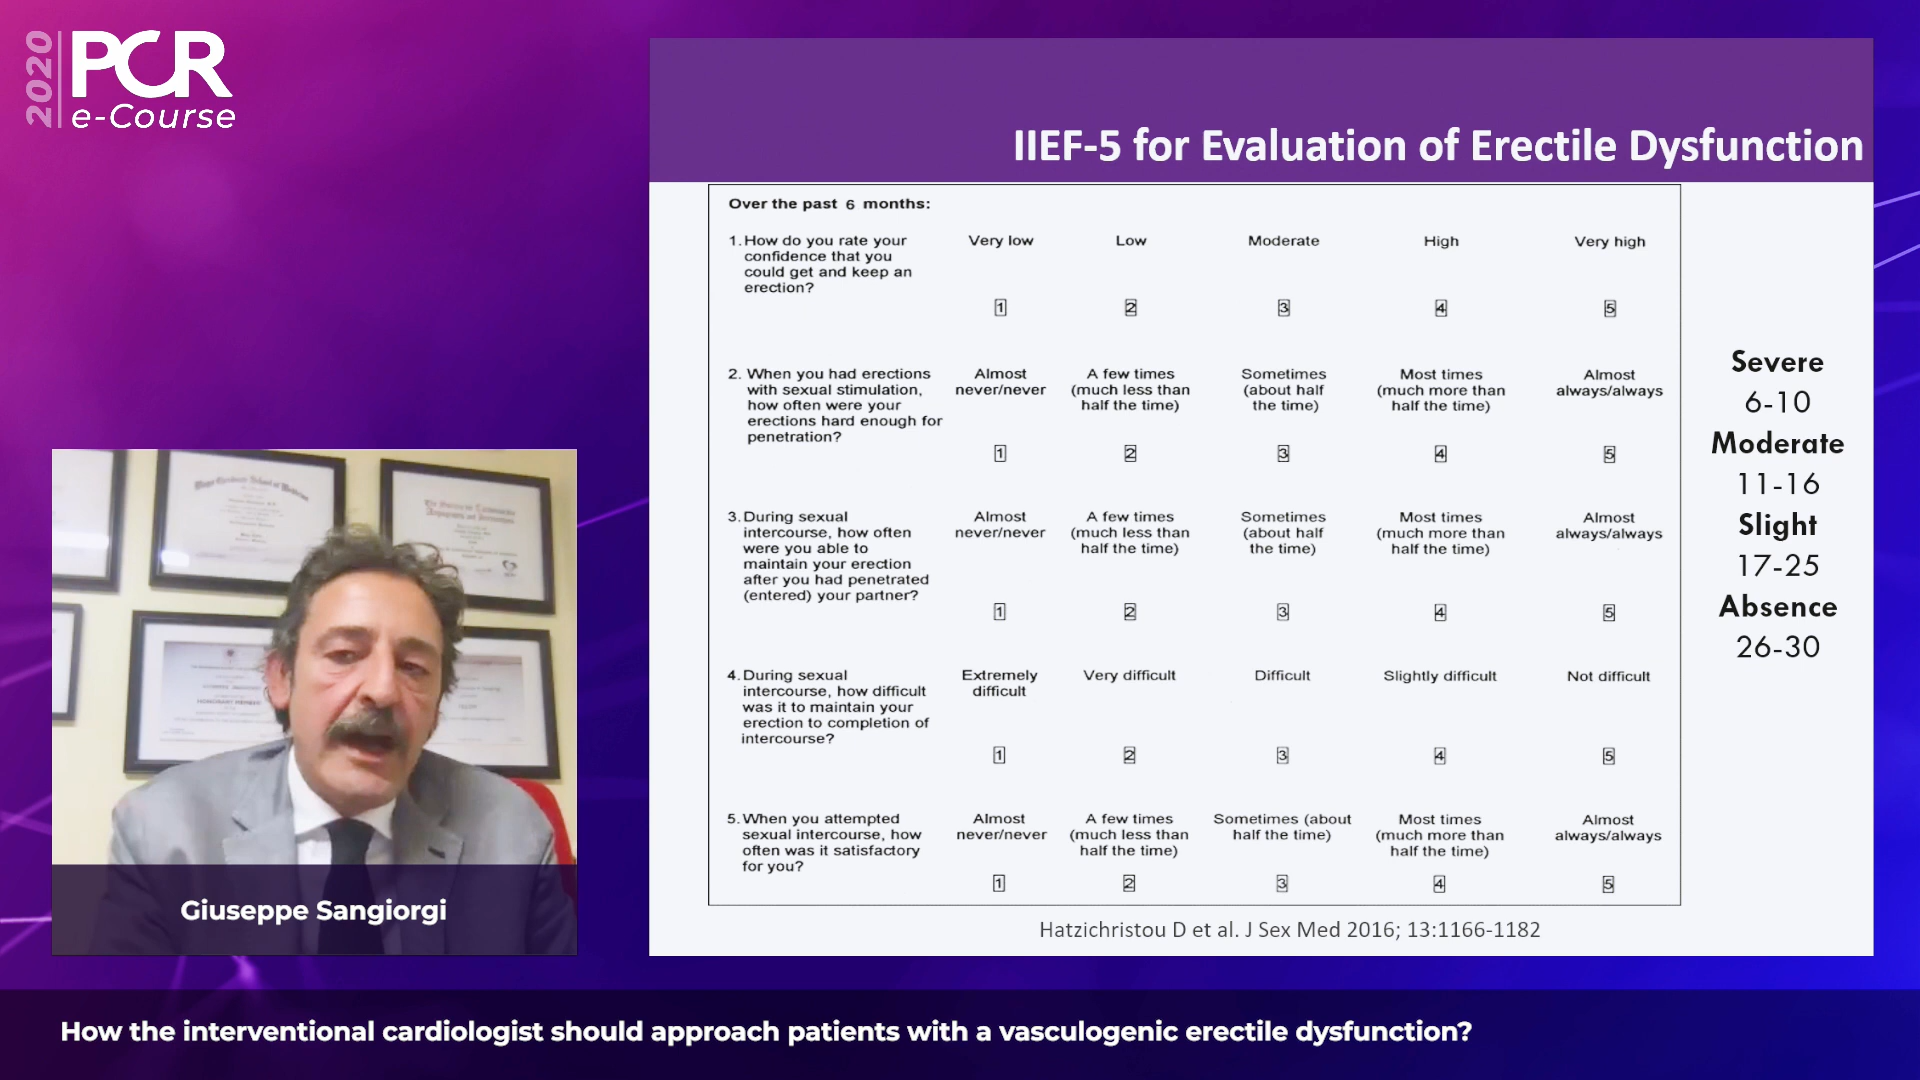 2020
PCR
e-Course
IIEF-5 for Evaluation of Erectile Dysfunction
Over the past 6 months:
1. How do you rate your
confidence that you
could get and keep an
erection?
Very low
Low
Moderate
High
Very high
1
2
3
4
5
2. When you had erections
with sexual stimulation,
how often were your
erections hard enough for
penetration?
Almost
never/never
A few times
(much less than
half the time)
Sometimes
(about half
the time)
Most times
(much more than
half the time)
Almost
always/always
1
2
3
4
5
3. During sexual
intercourse, how often
were you able to
maintain your erection
after you had penetrated
(entered) your partner?
Almost
never/never
A few times
(much less than
half the time)
Sometimes
(about half
the time)
Most times
(much more than
half the time)
Almost
always/always
1
2
3
4
5
4. During sexual
intercourse, how difficult
was it to maintain your
erection to completion of
intercourse?
Extremely
difficult
Very difficult
Difficult
Slightly difficult
Not difficult
1
2
3
4
5
5. When you attempted
sexual intercourse, how
often was it satisfactory
for you?
Almost
never/never
A few times
(much less than
half the time)
Sometimes (about
half the time)
Most times
(much more than
half the time)
Almost
always/always
1
2
3
4
5
Severe
6-10
Moderate
11-16
Slight
17-25
Absence
26-30
Hatzichristou D et al. J Sex Med 2016; 13:1166-1182
Giuseppe Sangiorgi
How the interventional cardiologist should approach patients with a vasculogenic erectile dysfunction?